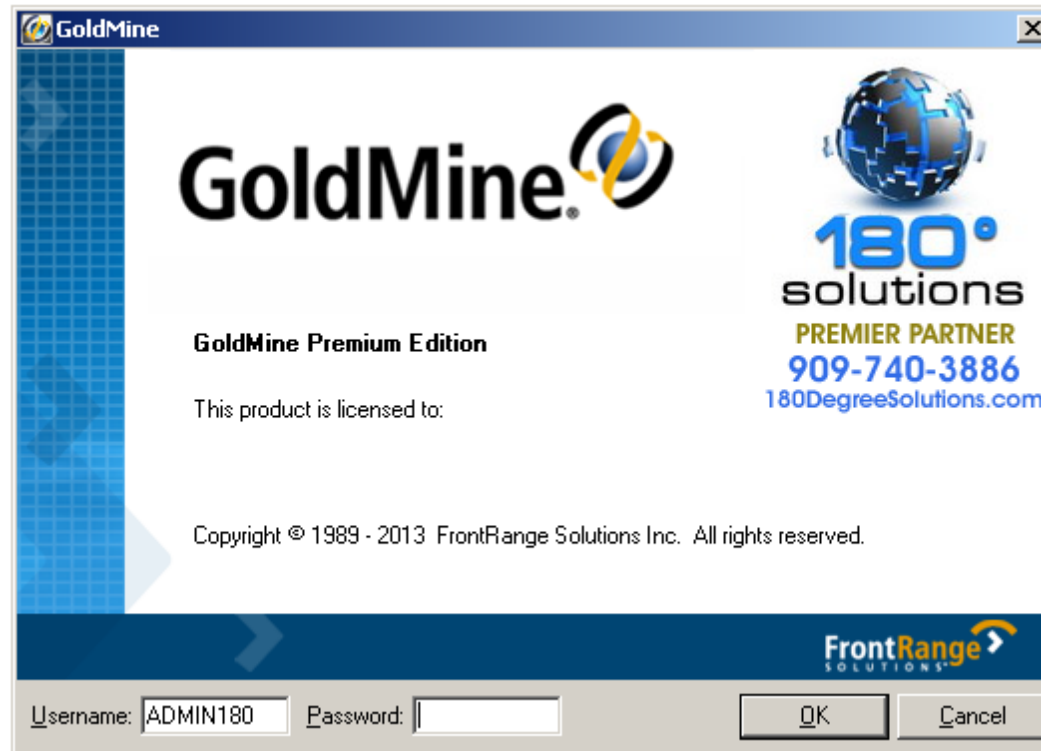 GoldMine
GoldMine®
180°
solutions
PREMIER PARTNER
909-740-3886
180DegreeSolutions.com
GoldMine Premium Edition
This product is licensed to:
Copyright © 1989 - 2013 FrontRange Solutions Inc. All rights reserved.
FrontRange
SOLUTIONS
Username: ADMIN180 Password: OK Cancel